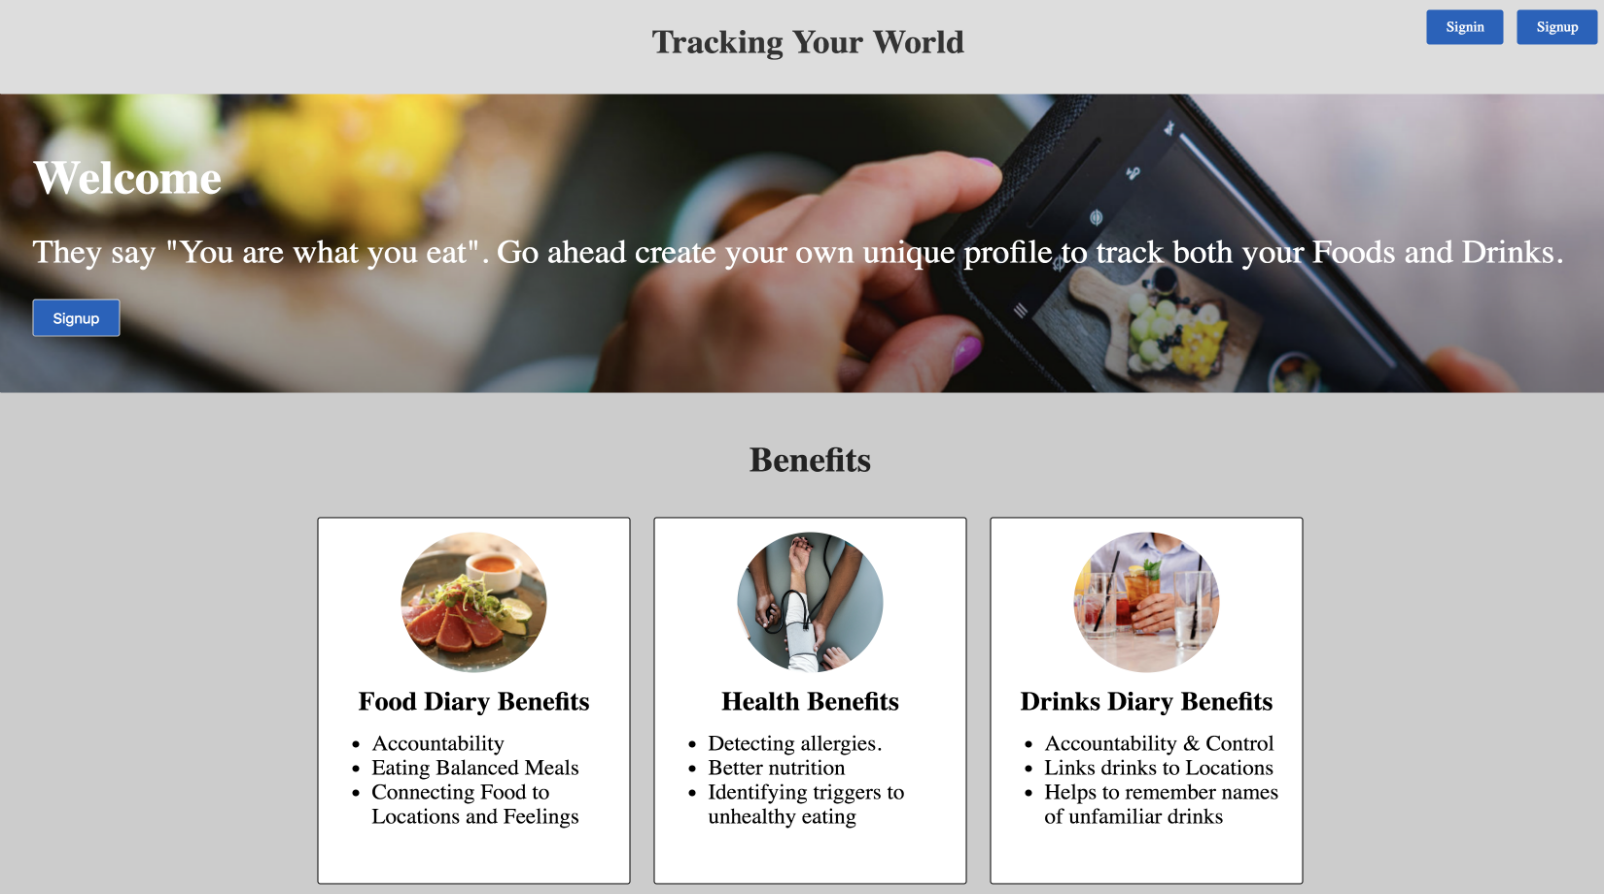 Tracking Your World
Signin
Signup
Welcome
They say "You are what you eat". Go ahead create your own unique profile to track both your Foods and Drinks.
Signup
Benefits
Food Diary Benefits
• Accountability
• Eating Balanced Meals
• Connecting Food to
Locations and Feelings
Health Benefits
• Detecting allergies.
• Better nutrition
• Identifying triggers to
unhealthy eating
Drinks Diary Benefits
• Accountability & Control
• Links drinks to Locations
• Helps to remember names
of unfamiliar drinks